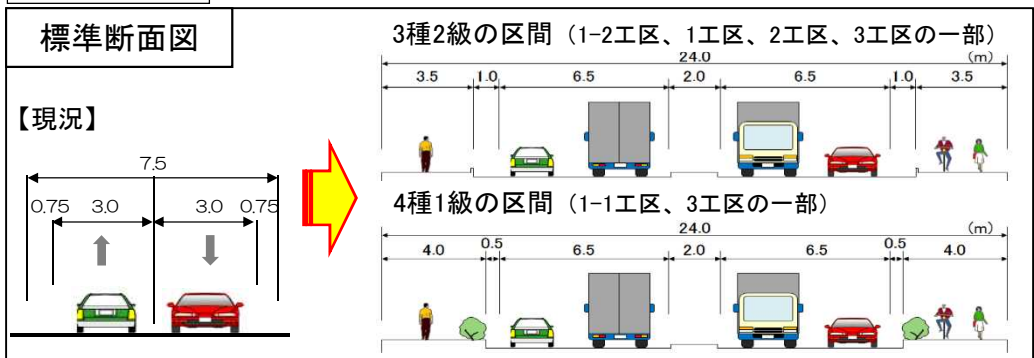 標準断面図
【現況】
7.5
0.75 3.0 3.0 0.75
3種2級の区間（1-2工区、1工区、2工区、3工区の一部）
24.0 (m)
3.5 1.0 6.5 2.0 6.5 1.0 3.5
4種1級の区間（1-1工区、3工区の一部）
24.0 (m)
4.0 0.5 6.5 2.0 6.5 0.5 4.0